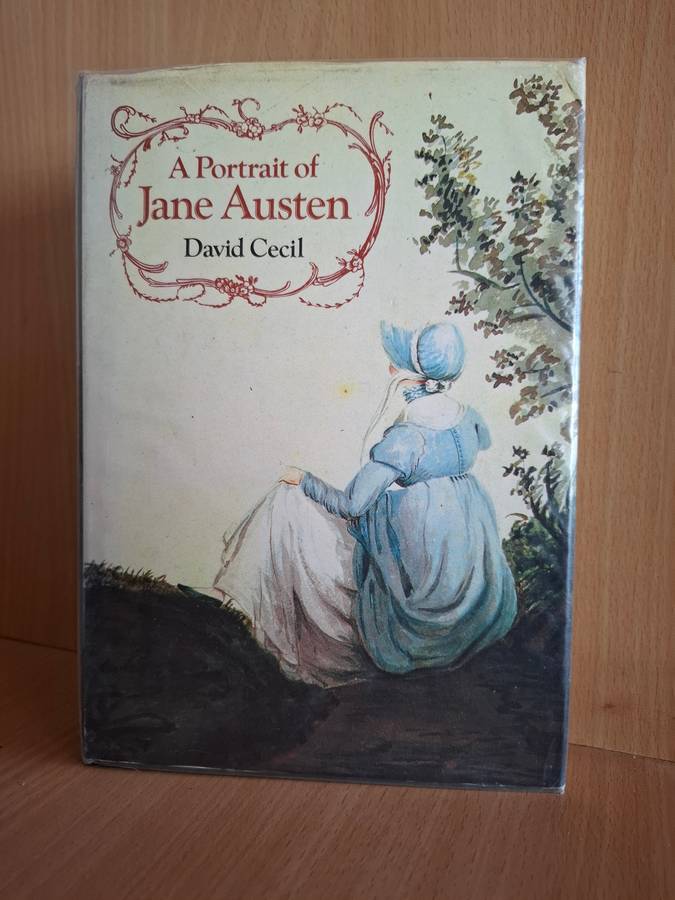 A Portrait of
Jane Austen
David Cecil